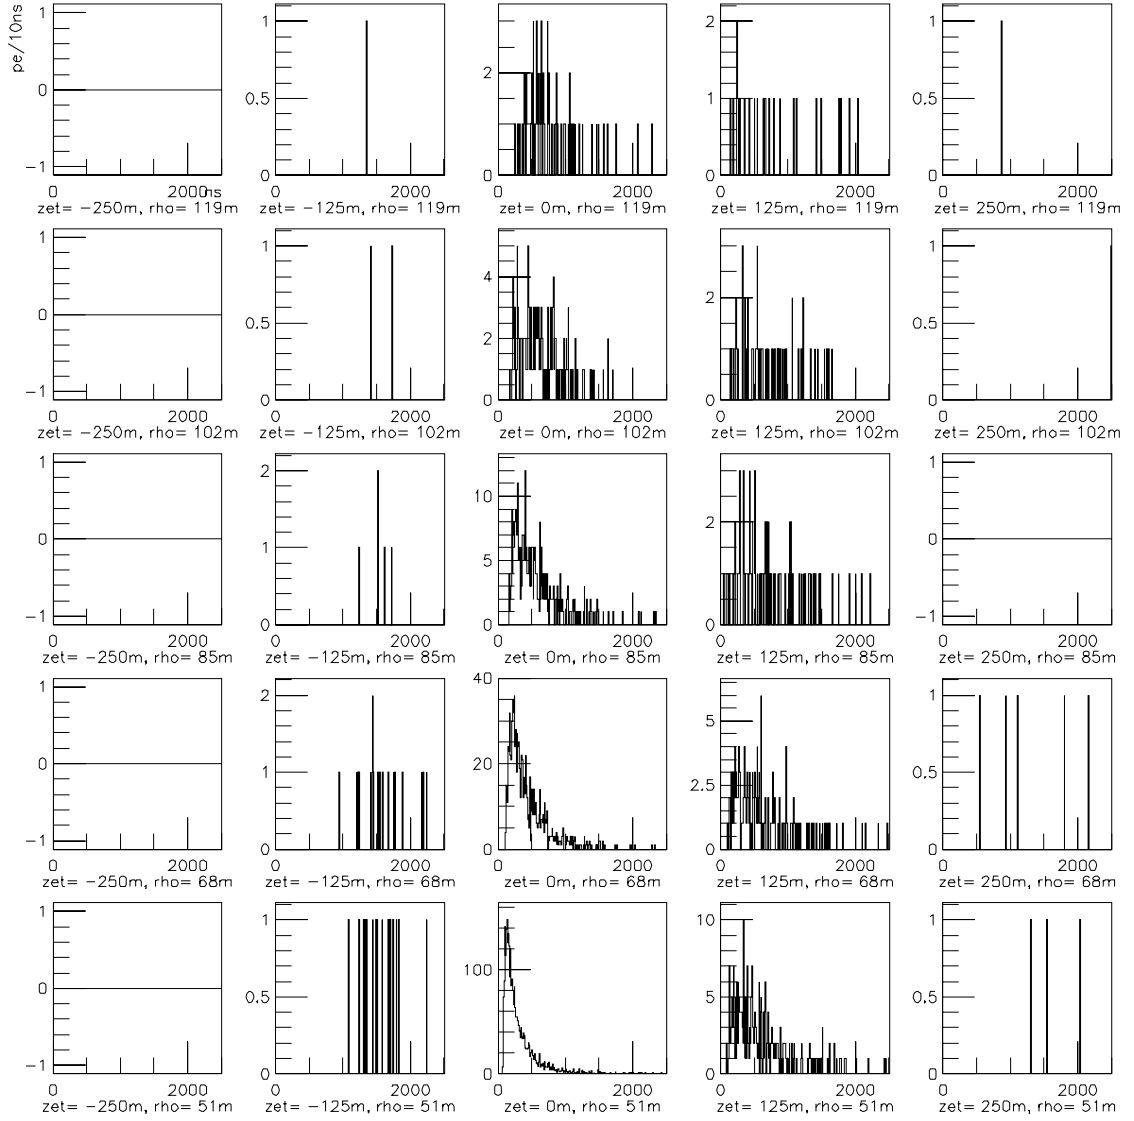 pe/10ns
1 1 2 2 1
0 0.5 1 0.5
−1 0 0 0 0
0 2000 0 2000 0 2000 0 2000 0 2000
ns
zet= −250m, rho= 119m zet= −125m, rho= 119m zet= 0m, rho= 119m zet= 125m, rho= 119m zet= 250m, rho= 119m
1 1 4 2 1
0 0.5 2 0.5
−1 0 0 0 0
0 2000 0 2000 0 2000 0 2000 0 2000
zet= −250m, rho= 102m zet= −125m, rho= 102m zet= 0m, rho= 102m zet= 125m, rho= 102m zet= 250m, rho= 102m
1 2 10 2 1
0 1 5 0
−1 0 0 0 −1
0 2000 0 2000 0 2000 0 2000 0 2000
zet= −250m, rho= 85m zet= −125m, rho= 85m zet= 0m, rho= 85m zet= 125m, rho= 85m zet= 250m, rho= 85m
1 2 40 5 1
0 1 20 2.5 0.5
−1 0 0 0 0
0 2000 0 2000 0 2000 0 2000 0 2000
zet= −250m, rho= 68m zet= −125m, rho= 68m zet= 0m, rho= 68m zet= 125m, rho= 68m zet= 250m, rho= 68m
1 1 100 10 1
0 0.5 5 0.5
−1 0 0 0 0
0 2000 0 2000 0 2000 0 2000 0 2000
zet= −250m, rho= 51m zet= −125m, rho= 51m zet= 0m, rho= 51m zet= 125m, rho= 51m zet= 250m, rho= 51m